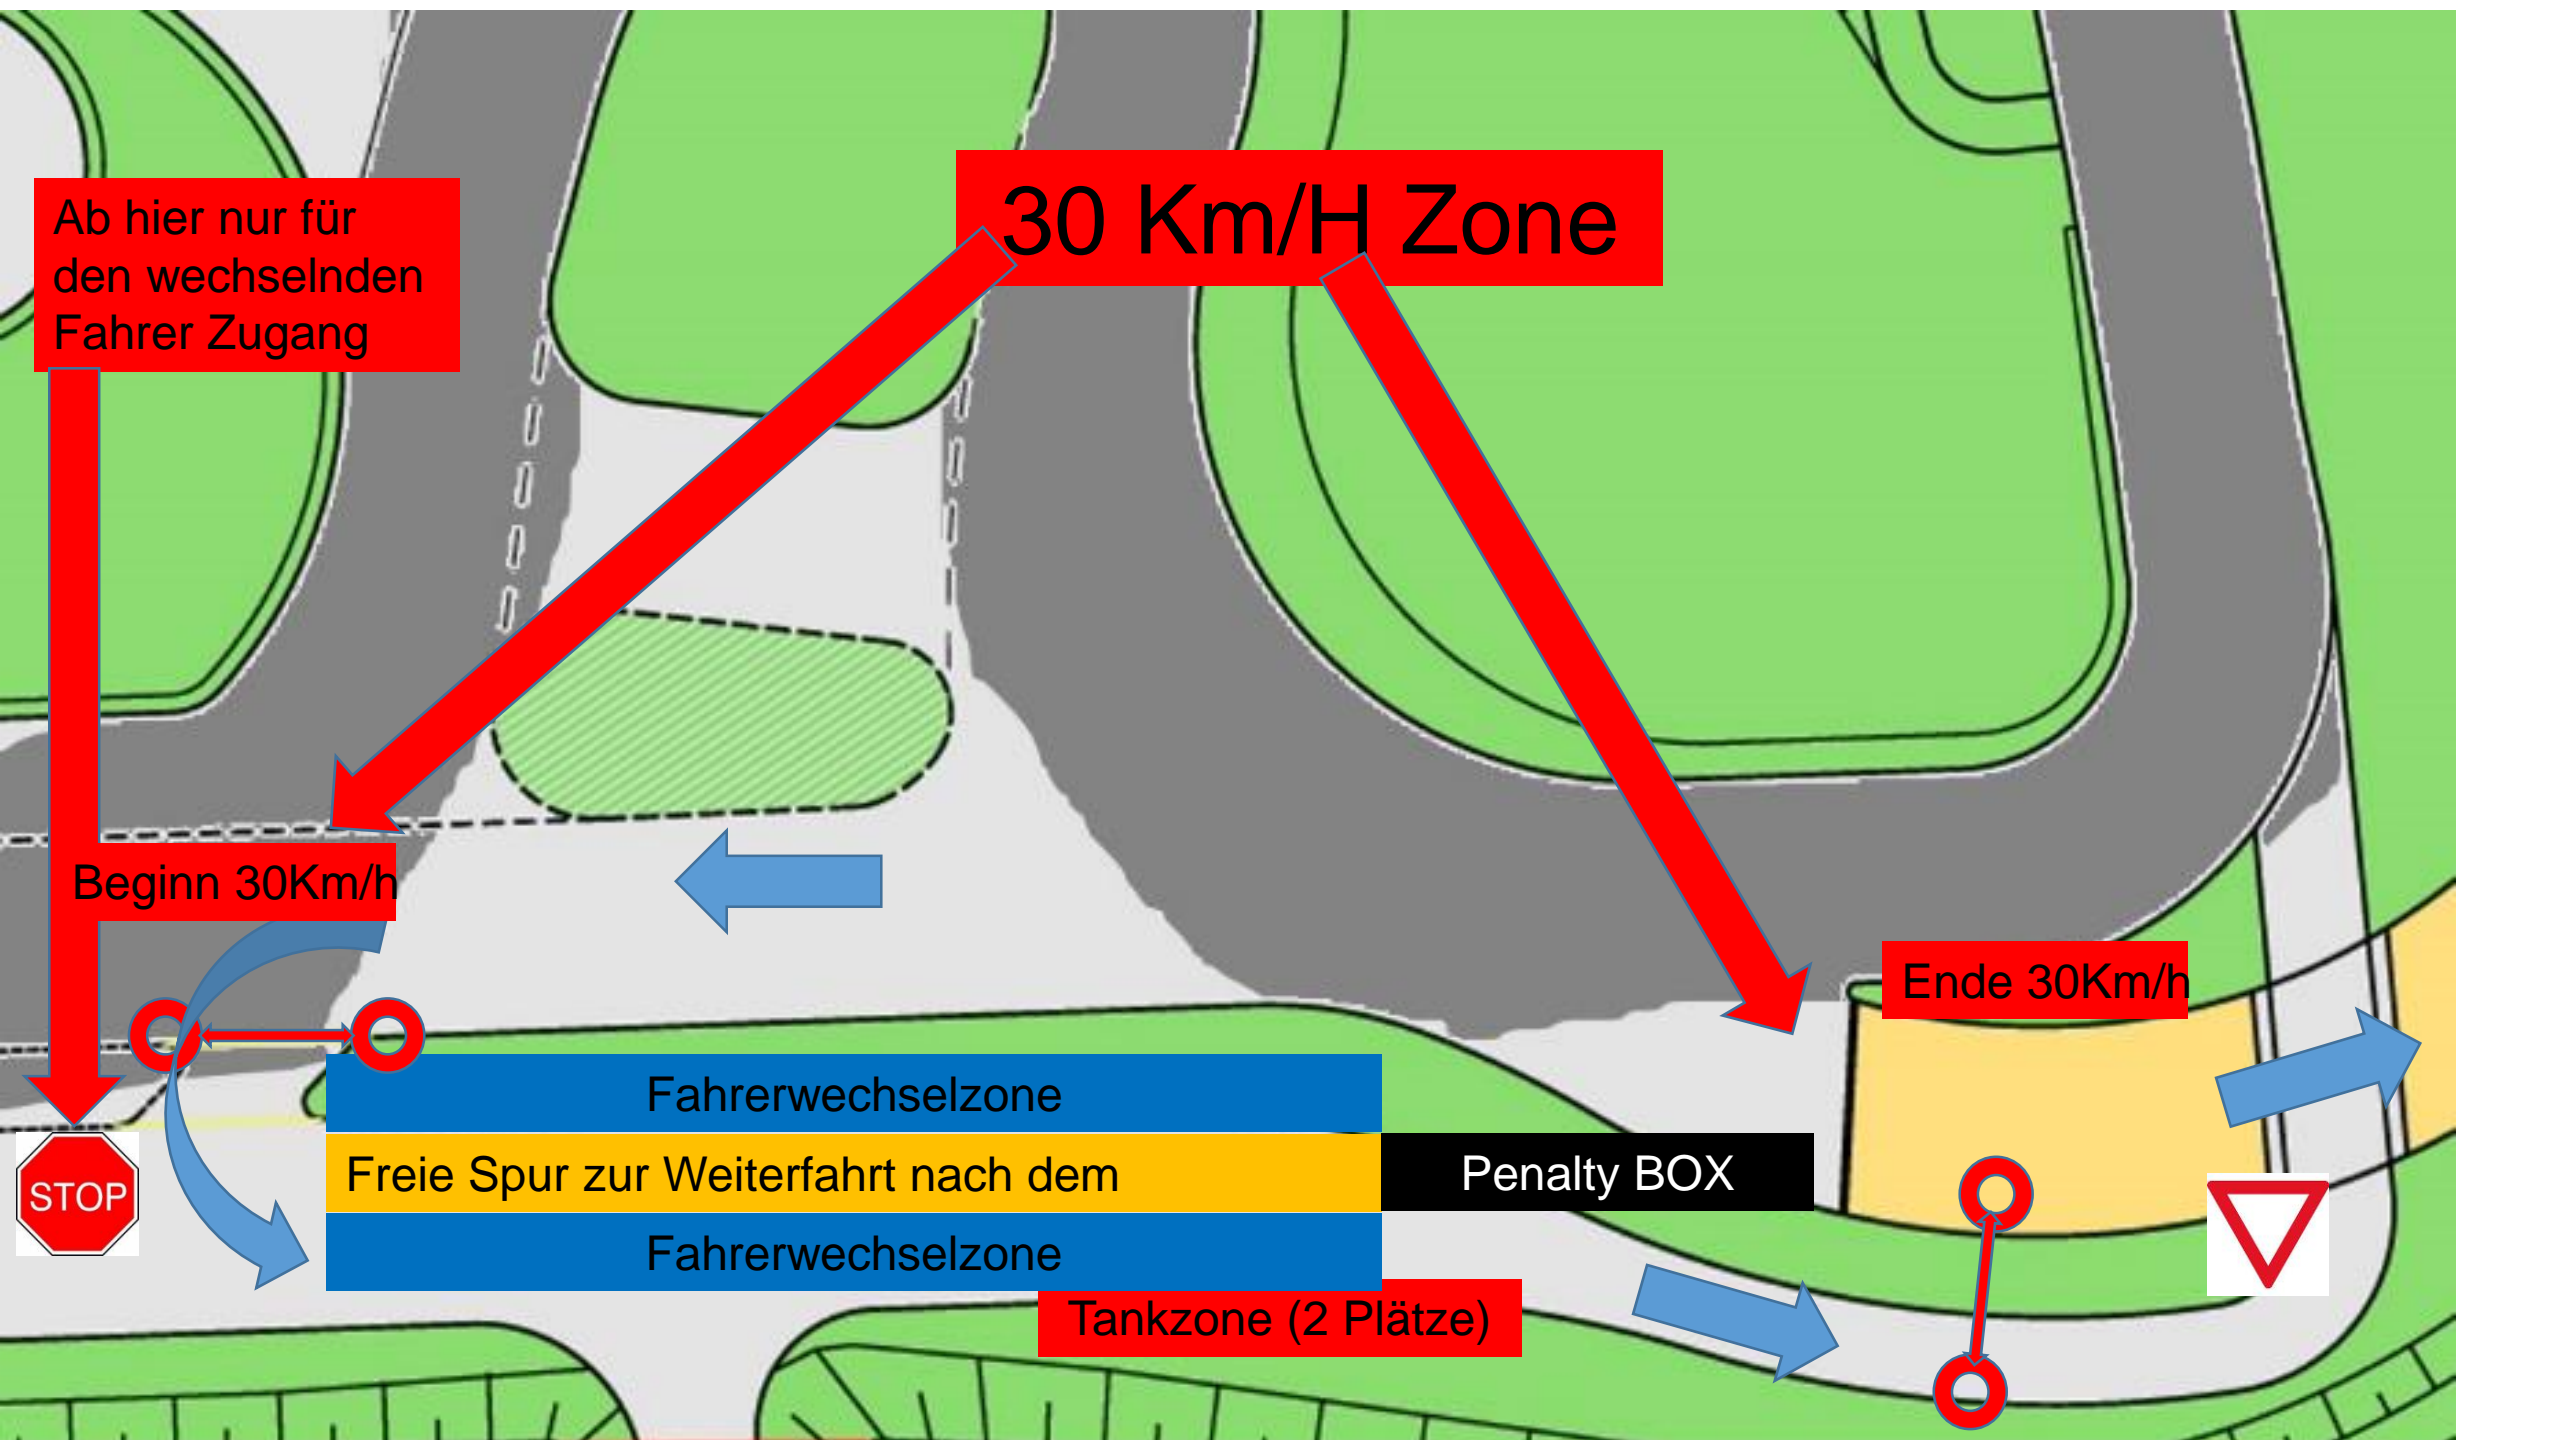 30 Km/H Zone
Ab hier nur für
den wechselnden
Fahrer Zugang
Beginn 30Km/h
Ende 30Km/h
Fahrerwechselzone
Freie Spur zur Weiterfahrt nach dem
Penalty BOX
STOP
Fahrerwechselzone
Tankzone (2 Plätze)